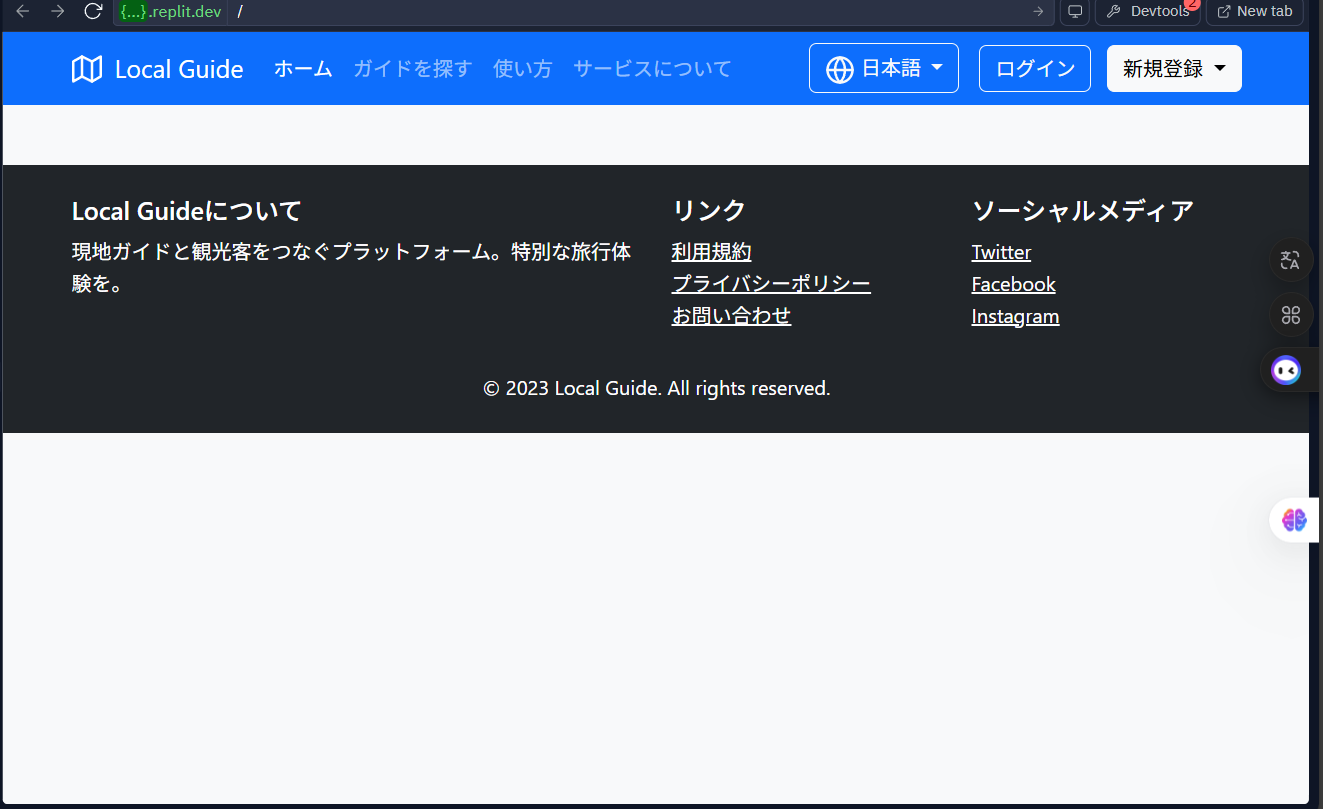 {...}.replit.dev /
Devtools 2
New tab
Local Guide ホーム ガイドを探す 使い方 サービスについて 日本語 ログイン 新規登録
Local Guideについて
現地ガイドと観光客をつなぐプラットフォーム。特別な旅行体
験を。
リンク
利用規約
プライバシーポリシー
お問い合わせ
ソーシャルメディア
Twitter
Facebook
Instagram
© 2023 Local Guide. All rights reserved.